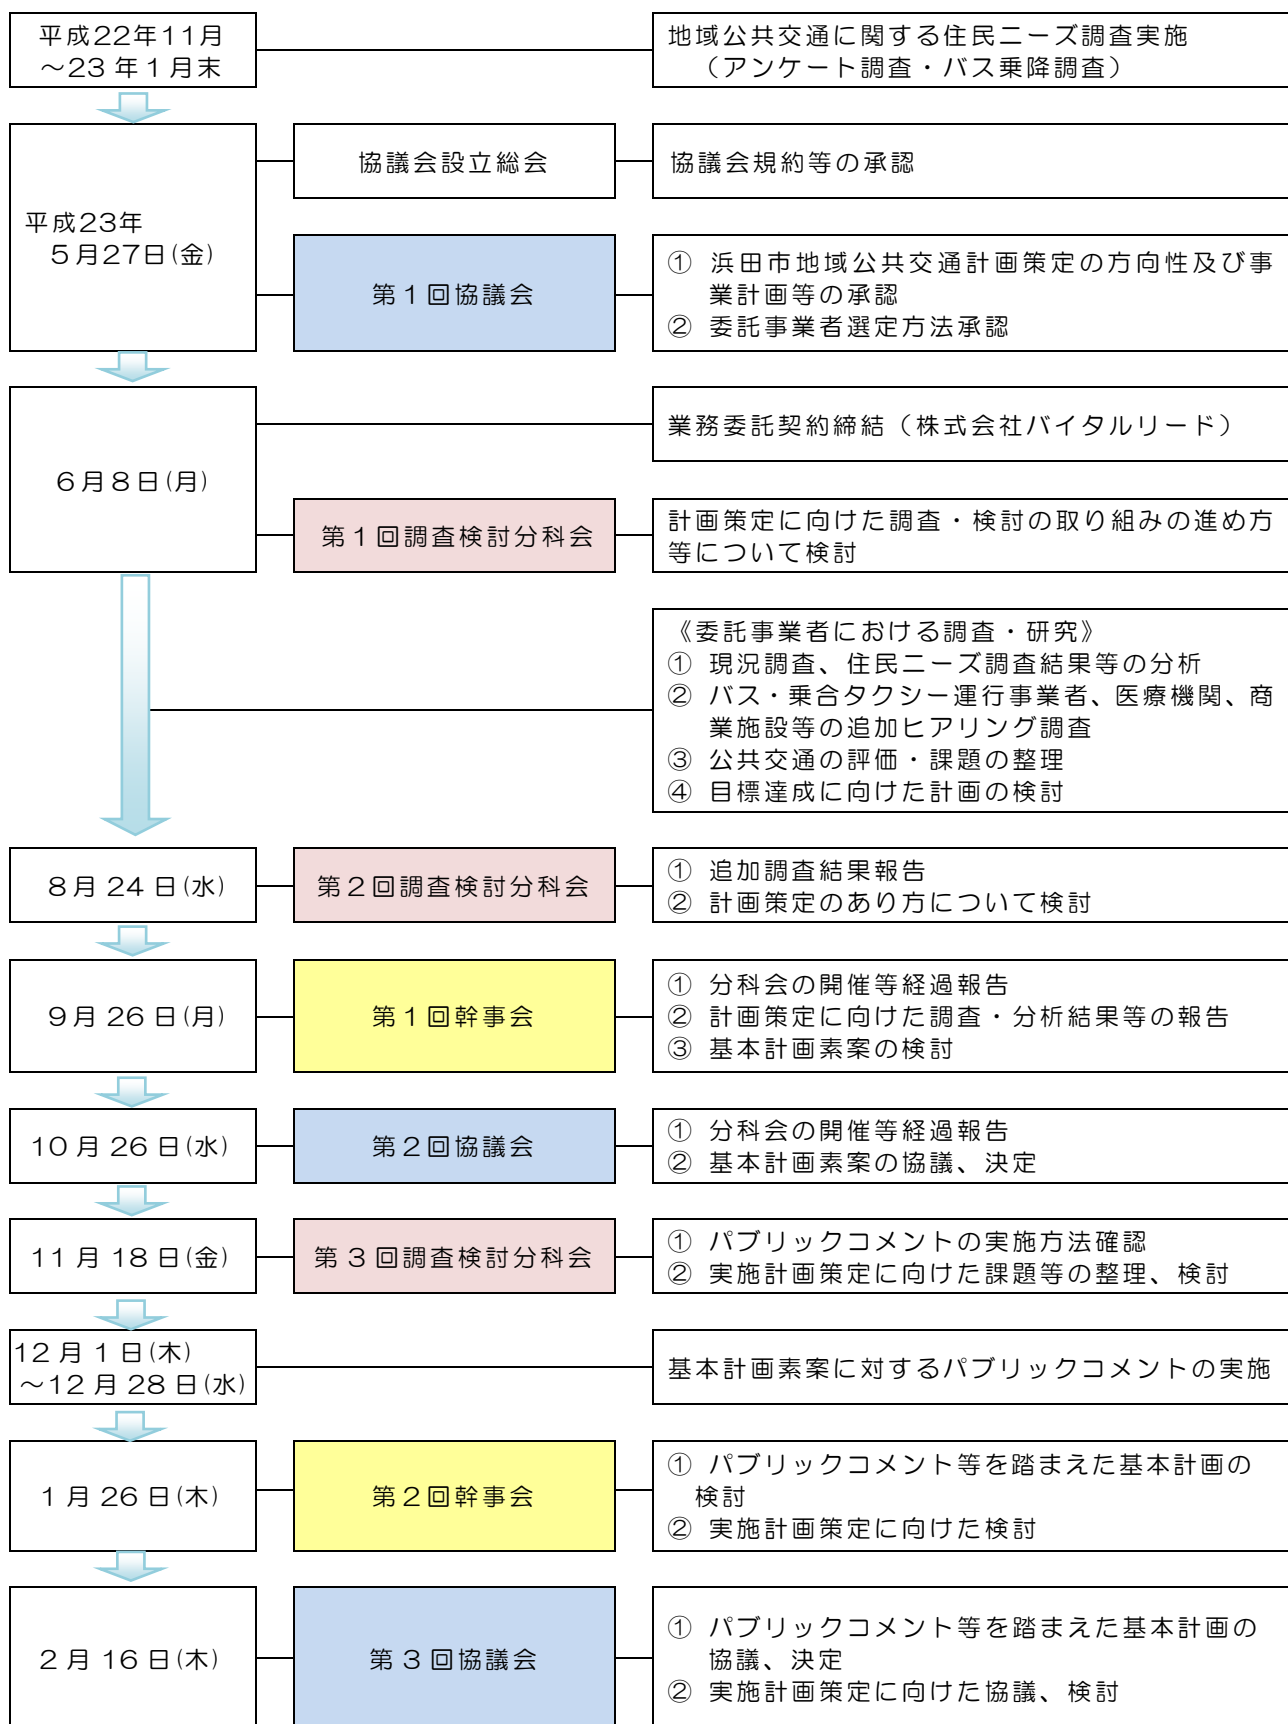 平成22年11月
～23年1月末
地域公共交通に関する住民ニーズ調査実施
（アンケート調査・バス乗降調査）
平成23年
5月27日(金)
協議会設立総会
協議会規約等の承認
第1回協議会
① 浜田市地域公共交通計画策定の方向性及び事
業計画等の承認
② 委託事業者選定方法承認
6月8日(月)
業務委託契約締結（株式会社バイタルリード）
第1回調査検討分科会
計画策定に向けた調査・検討の取り組みの進め方
等について検討
《委託事業者における調査・研究》
① 現況調査、住民ニーズ調査結果等の分析
② バス・乗合タクシー運行事業者、医療機関、商
業施設等の追加ヒアリング調査
③ 公共交通の評価・課題の整理
④ 目標達成に向けた計画の検討
8月24日(水)
第2回調査検討分科会
① 追加調査結果報告
② 計画策定のあり方について検討
9月26日(月)
第1回幹事会
① 分科会の開催等経過報告
② 計画策定に向けた調査・分析結果等の報告
③ 基本計画素案の検討
10月26日(水)
第2回協議会
① 分科会の開催等経過報告
② 基本計画素案の協議、決定
11月18日(金)
第3回調査検討分科会
① パブリックコメントの実施方法確認
② 実施計画策定に向けた課題等の整理、検討
12月1日(木)
～12月28日(水)
基本計画素案に対するパブリックコメントの実施
1月26日(木)
第2回幹事会
① パブリックコメント等を踏まえた基本計画の
検討
② 実施計画策定に向けた検討
2月16日(木)
第3回協議会
① パブリックコメント等を踏まえた基本計画の
協議、決定
② 実施計画策定に向けた協議、検討